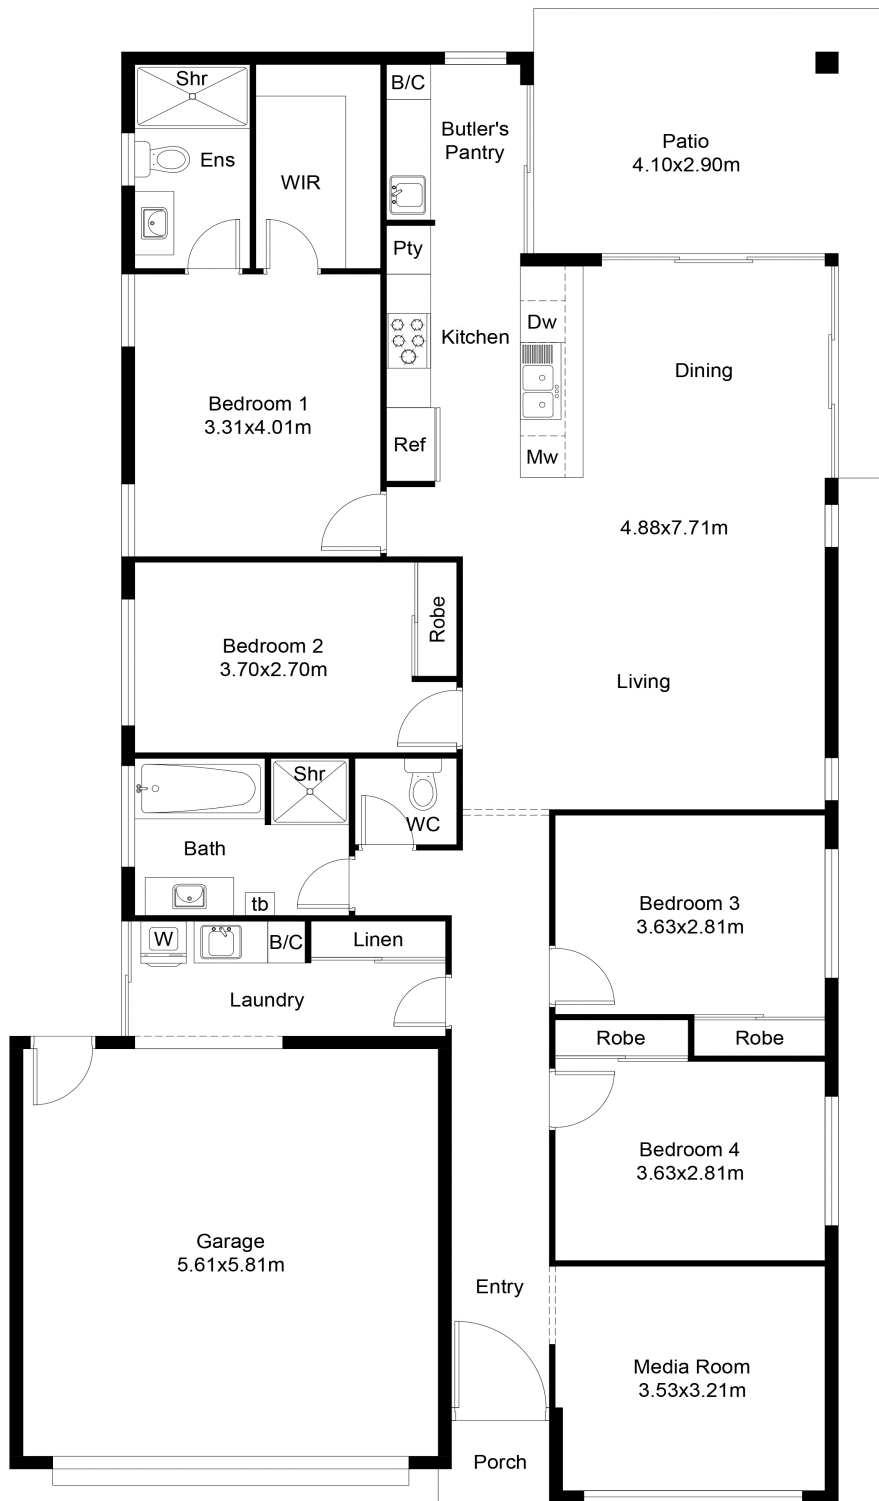 Shr
B/C
Butler's
Pantry
Patio
4.10x2.90m
Ens
WIR
Pty
Dw
Kitchen
Dining
Bedroom 1
3.31x4.01m
Ref
Mw
4.88x7.71m
Robe
Bedroom 2
3.70x2.70m
Living
Shr
WC
Bath
tb
Bedroom 3
3.63x2.81m
W
B/C
Linen
Laundry
Robe
Robe
Bedroom 4
3.63x2.81m
Garage
5.61x5.81m
Entry
Media Room
3.53x3.21m
Porch